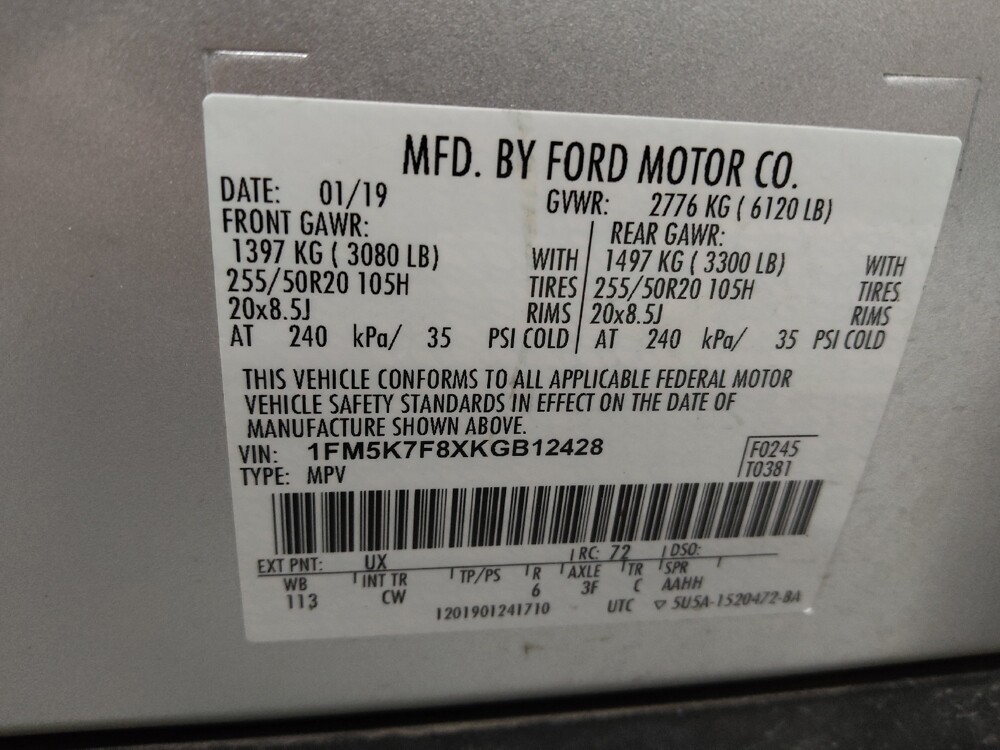 MFD. BY FORD MOTOR CO.
DATE: 01/19 GVWR: 2776 KG ( 6120 LB)
FRONT GAWR: REAR GAWR:
1397 KG ( 3080 LB) WITH 1497 KG ( 3300 LB) WITH
255/50R20 105H TIRES 255/50R20 105H TIRES
20x8.5J RIMS 20x8.5J RIMS
AT 240 kPa/ 35 PSI COLD AT 240 kPa/ 35 PSI COLD
THIS VEHICLE CONFORMS TO ALL APPLICABLE FEDERAL MOTOR
VEHICLE SAFETY STANDARDS IN EFFECT ON THE DATE OF
MANUFACTURE SHOWN ABOVE.
VIN: 1FM5K7F8XKGB12428 F0245
TYPE: MPV T0381
EXT PNT: UX RC: 72 DSO:
WB INT TR TP/PS R AXLE TR SPR
113 CW 6 3F C AAHH
1201901241710 UTC ▽ 5U5A-1520472-BA